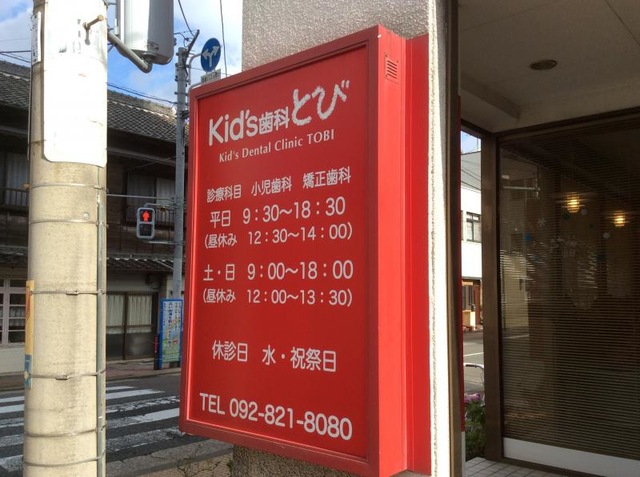 Kid's歯科とび
Kid's Dental Clinic TOBI
診療科目 小児歯科 矯正歯科
平日 9：30～18：30
（昼休み 12：30～14：00）
土・日 9：00～18：00
（昼休み 12：00～13：30）
休診日 水・祝祭日
TEL 092-821-8080